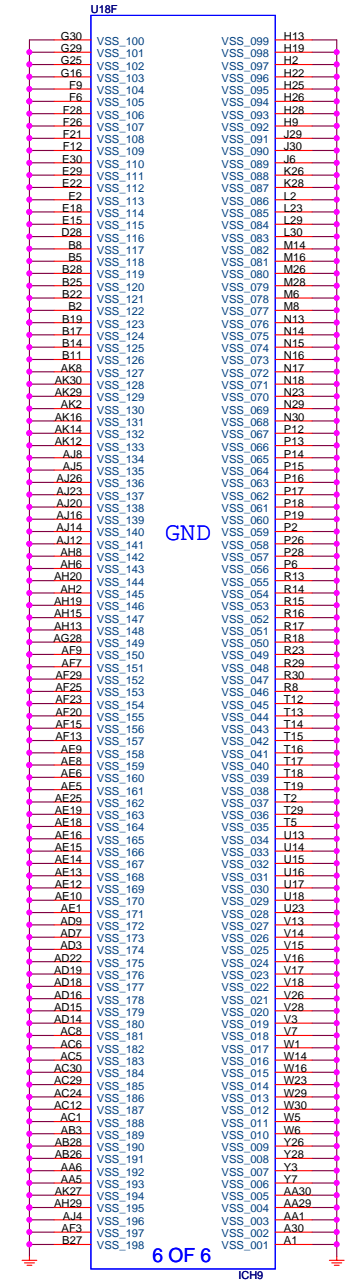 U18F
G30 VSS_100 VSS_099 H13
G29 VSS_101 VSS_098 H19
G25 VSS_102 VSS_097 H2
G16 VSS_103 VSS_096 H22
F9 VSS_104 VSS_095 H25
F6 VSS_105 VSS_094 H26
F28 VSS_106 VSS_093 H28
F26 VSS_107 VSS_092 H9
F21 VSS_108 VSS_091 J29
F12 VSS_109 VSS_090 J30
E30 VSS_110 VSS_089 J6
E29 VSS_111 VSS_088 K26
E22 VSS_112 VSS_087 K28
E2 VSS_113 VSS_086 L2
E18 VSS_114 VSS_085 L23
E15 VSS_115 VSS_084 L29
D28 VSS_116 VSS_083 L30
B8 VSS_117 VSS_082 M14
B5 VSS_118 VSS_081 M16
B28 VSS_119 VSS_080 M26
B25 VSS_120 VSS_079 M28
B22 VSS_121 VSS_078 M6
B2 VSS_122 VSS_077 M8
B19 VSS_123 VSS_076 N13
B17 VSS_124 VSS_075 N14
B14 VSS_125 VSS_074 N15
B11 VSS_126 VSS_073 N16
AK8 VSS_127 VSS_072 N17
AK30 VSS_128 VSS_071 N18
AK29 VSS_129 VSS_070 N23
AK2 VSS_130 VSS_069 N29
AK16 VSS_131 VSS_068 N30
AK14 VSS_132 VSS_067 P12
AK12 VSS_133 VSS_066 P13
AJ8 VSS_134 VSS_065 P14
AJ5 VSS_135 VSS_064 P15
AJ26 VSS_136 VSS_063 P16
AJ23 VSS_137 VSS_062 P17
AJ20 VSS_138 VSS_061 P18
AJ16 VSS_139 VSS_060 P19
AJ14 VSS_140 GND VSS_059 P2
AJ12 VSS_141 VSS_058 P26
AH8 VSS_142 VSS_057 P28
AH6 VSS_143 VSS_056 P6
AH20 VSS_144 VSS_055 R13
AH2 VSS_145 VSS_054 R14
AH19 VSS_146 VSS_053 R15
AH15 VSS_147 VSS_052 R16
AH13 VSS_148 VSS_051 R17
AG28 VSS_149 VSS_050 R18
AF9 VSS_150 VSS_049 R23
AF7 VSS_151 VSS_048 R29
AF29 VSS_152 VSS_047 R30
AF25 VSS_153 VSS_046 R8
AF23 VSS_154 VSS_045 T12
AF20 VSS_155 VSS_044 T13
AF15 VSS_156 VSS_043 T14
AF13 VSS_157 VSS_042 T15
AE9 VSS_158 VSS_041 T16
AE8 VSS_159 VSS_040 T17
AE6 VSS_160 VSS_039 T18
AE5 VSS_161 VSS_038 T19
AE25 VSS_162 VSS_037 T2
AE19 VSS_163 VSS_036 T29
AE18 VSS_164 VSS_035 T5
AE16 VSS_165 VSS_034 U13
AE15 VSS_166 VSS_033 U14
AE14 VSS_167 VSS_032 U15
AE13 VSS_168 VSS_031 U16
AE12 VSS_169 VSS_030 U17
AE10 VSS_170 VSS_029 U18
AE1 VSS_171 VSS_028 U23
AD9 VSS_172 VSS_027 V13
AD7 VSS_173 VSS_026 V14
AD3 VSS_174 VSS_025 V15
AD22 VSS_175 VSS_024 V16
AD19 VSS_176 VSS_023 V17
AD18 VSS_177 VSS_022 V18
AD16 VSS_178 VSS_021 V26
AD15 VSS_179 VSS_020 V28
AD14 VSS_180 VSS_019 V3
AC8 VSS_181 VSS_018 V7
AC6 VSS_182 VSS_017 W1
AC5 VSS_183 VSS_016 W14
AC30 VSS_184 VSS_015 W16
AC29 VSS_185 VSS_014 W23
AC24 VSS_186 VSS_013 W29
AC12 VSS_187 VSS_012 W30
AC1 VSS_188 VSS_011 W5
AB3 VSS_189 VSS_010 W6
AB28 VSS_190 VSS_009 Y26
AB26 VSS_191 VSS_008 Y28
AA6 VSS_192 VSS_007 Y3
AA5 VSS_193 VSS_006 Y7
AK27 VSS_194 VSS_005 AA30
AH29 VSS_195 VSS_004 AA29
AJ4 VSS_196 VSS_003 AA1
AF3 VSS_197 VSS_002 A30
B27 VSS_198 VSS_001 A1
6 OF 6
ICH9